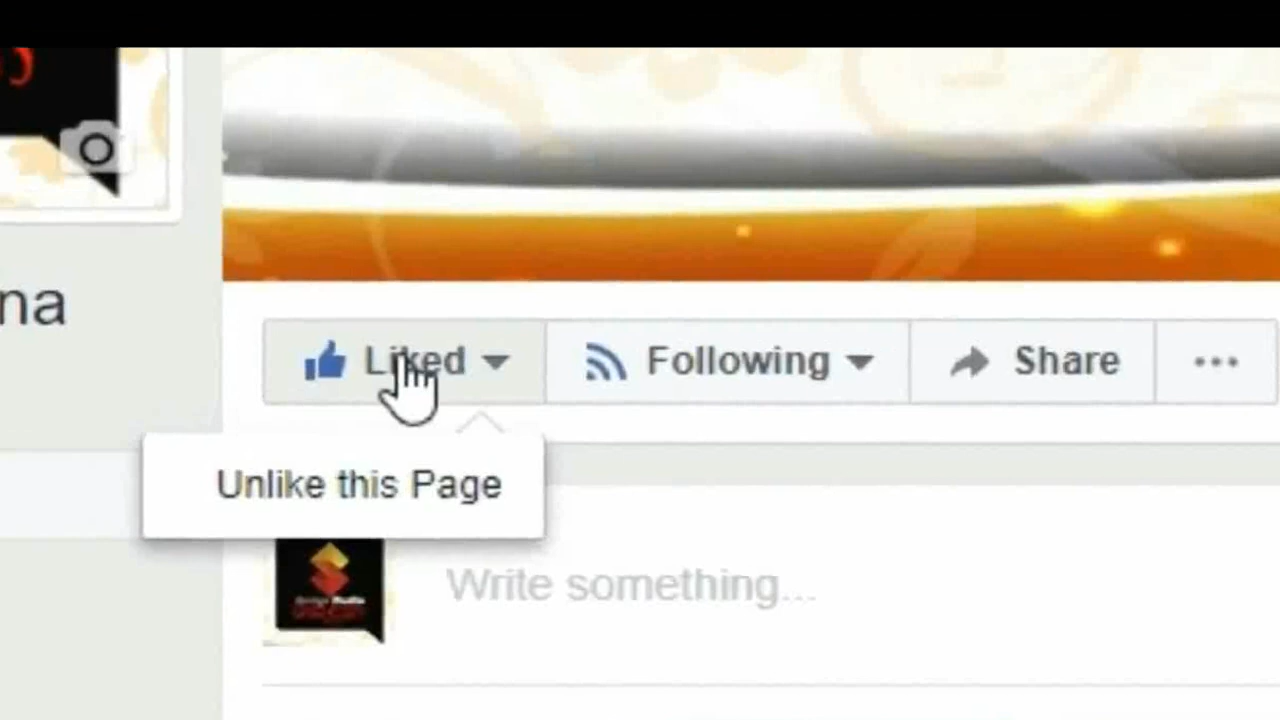 na
Liked
Following
Share
Unlike this Page
Write something...